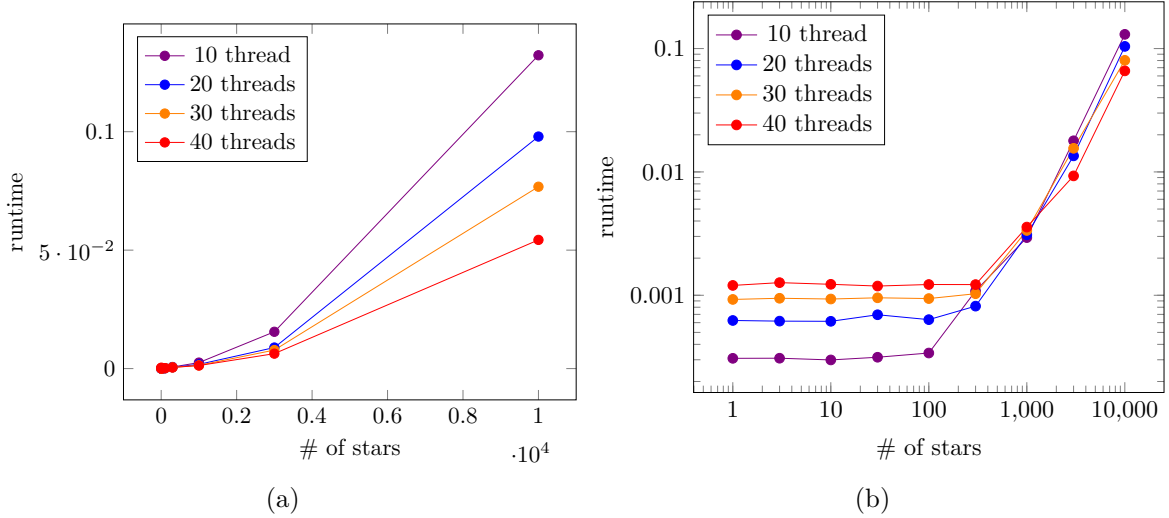 10 thread
20 threads
30 threads
40 threads
0.1
5 · 10⁻²
0
runtime
0 0.2 0.4 0.6 0.8 1
# of stars
·10⁴
(a)
10 thread
20 threads
30 threads
40 threads
0.1
0.01
0.001
runtime
1 10 100 1,000 10,000
# of stars
(b)